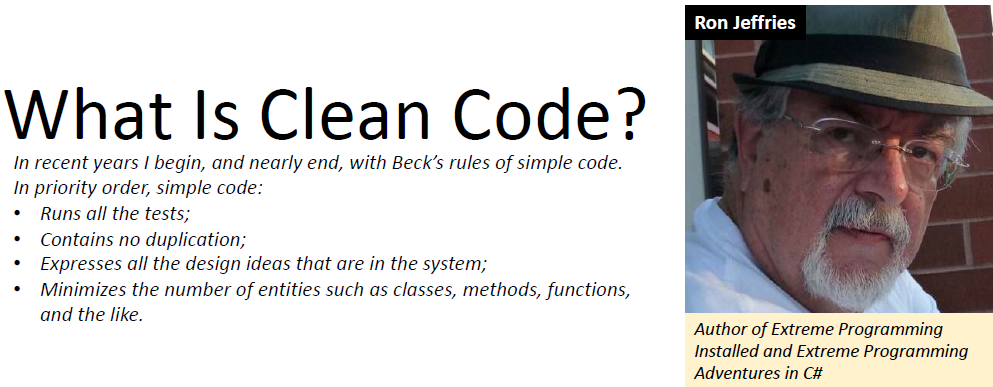 Ron Jeffries
What Is Clean Code?
In recent years I begin, and nearly end, with Beck’s rules of simple code.
In priority order, simple code:
• Runs all the tests;
• Contains no duplication;
• Expresses all the design ideas that are in the system;
• Minimizes the number of entities such as classes, methods, functions,
and the like.
Author of Extreme Programming
Installed and Extreme Programming
Adventures in C#